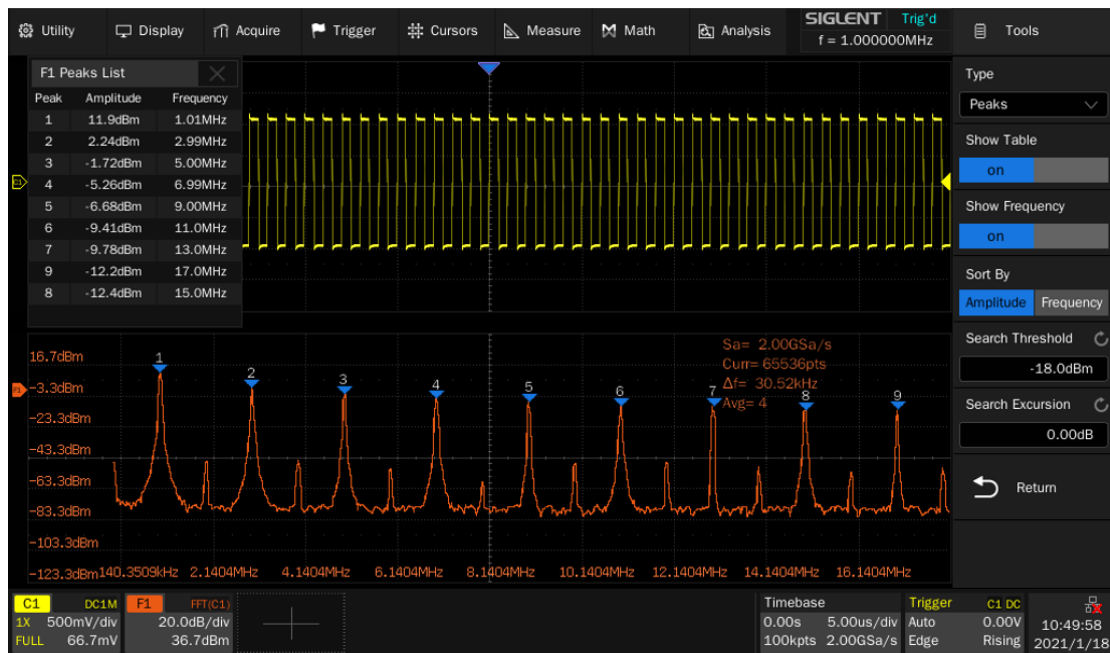 Utility Display Acquire Trigger Cursors Measure Math Analysis SIGLENT Trig'd
f = 1.000000MHz
Tools
F1 Peaks List
Peak Amplitude Frequency
1 11.9dBm 1.01MHz
2 2.24dBm 2.99MHz
3 -1.72dBm 5.00MHz
4 -5.26dBm 6.99MHz
5 -6.68dBm 9.00MHz
6 -9.41dBm 11.0MHz
7 -9.78dBm 13.0MHz
9 -12.2dBm 17.0MHz
8 -12.4dBm 15.0MHz
C1
Type
Peaks
Show Table
on
Show Frequency
on
Sort By
Amplitude Frequency
Search Threshold
-18.0dBm
Search Excursion
0.00dB
Return
Sa= 2.00GSa/s
Curr= 65536pts
Δf= 30.52kHz
Avg= 4
1 2 3 4 5 6 7 8 9
F1
16.7dBm
-3.3dBm
-23.3dBm
-43.3dBm
-63.3dBm
-83.3dBm
-103.3dBm
-123.3dBm
140.3509kHz 2.1404MHz 4.1404MHz 6.1404MHz 8.1404MHz 10.1404MHz 12.1404MHz 14.1404MHz 16.1404MHz
C1 DC1M
1X 500mV/div
FULL 66.7mV
F1 FFT(C1)
20.0dB/div
36.7dBm
Timebase
0.00s 5.00us/div
100kpts 2.00GSa/s
Trigger C1 DC
Auto 0.00V
Edge Rising
10:49:58
2021/1/18